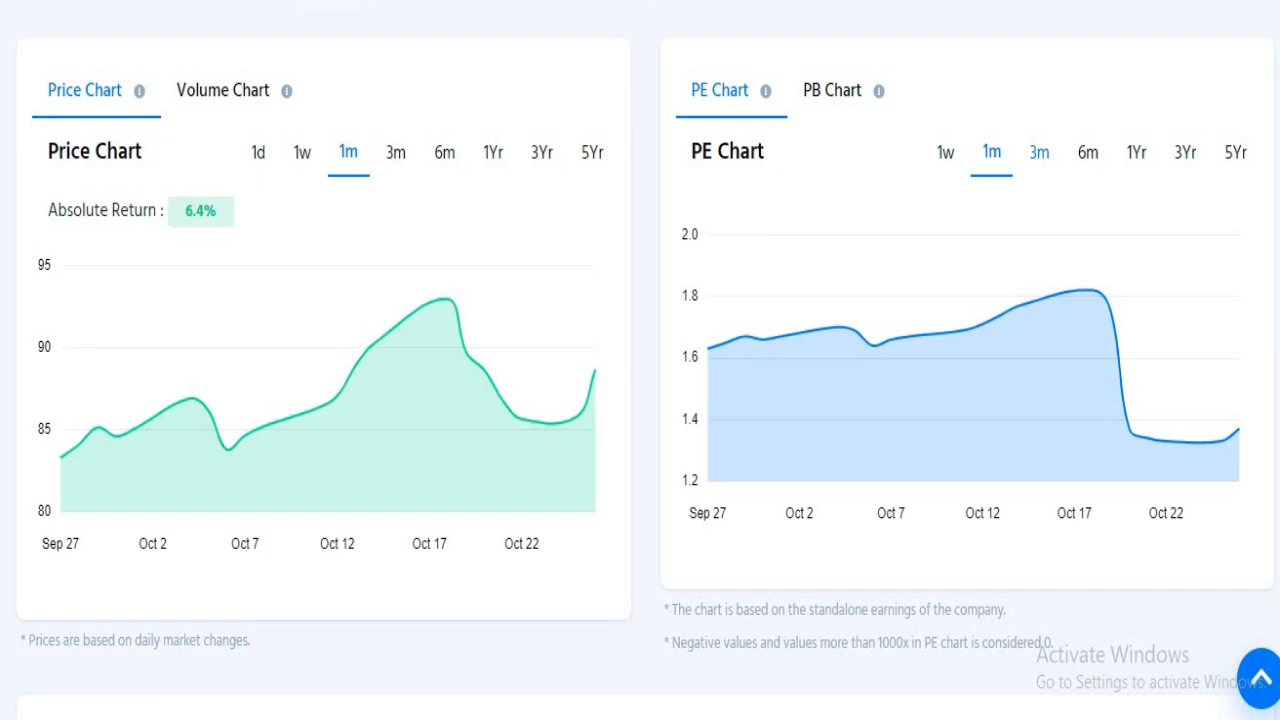 Price Chart Volume Chart
Price Chart 1d 1w 1m 3m 6m 1Yr 3Yr 5Yr
Absolute Return : 6.4%
95
90
85
80
Sep 27 Oct 2 Oct 7 Oct 12 Oct 17 Oct 22
* Prices are based on daily market changes.
PE Chart PB Chart
PE Chart 1w 1m 3m 6m 1Yr 3Yr 5Yr
2.0
1.8
1.6
1.4
1.2
Sep 27 Oct 2 Oct 7 Oct 12 Oct 17 Oct 22
* The chart is based on the standalone earnings of the company.
* Negative values and values more than 1000x in PE chart is considered 0.
Activate Windows
Go to Settings to activate Windows.